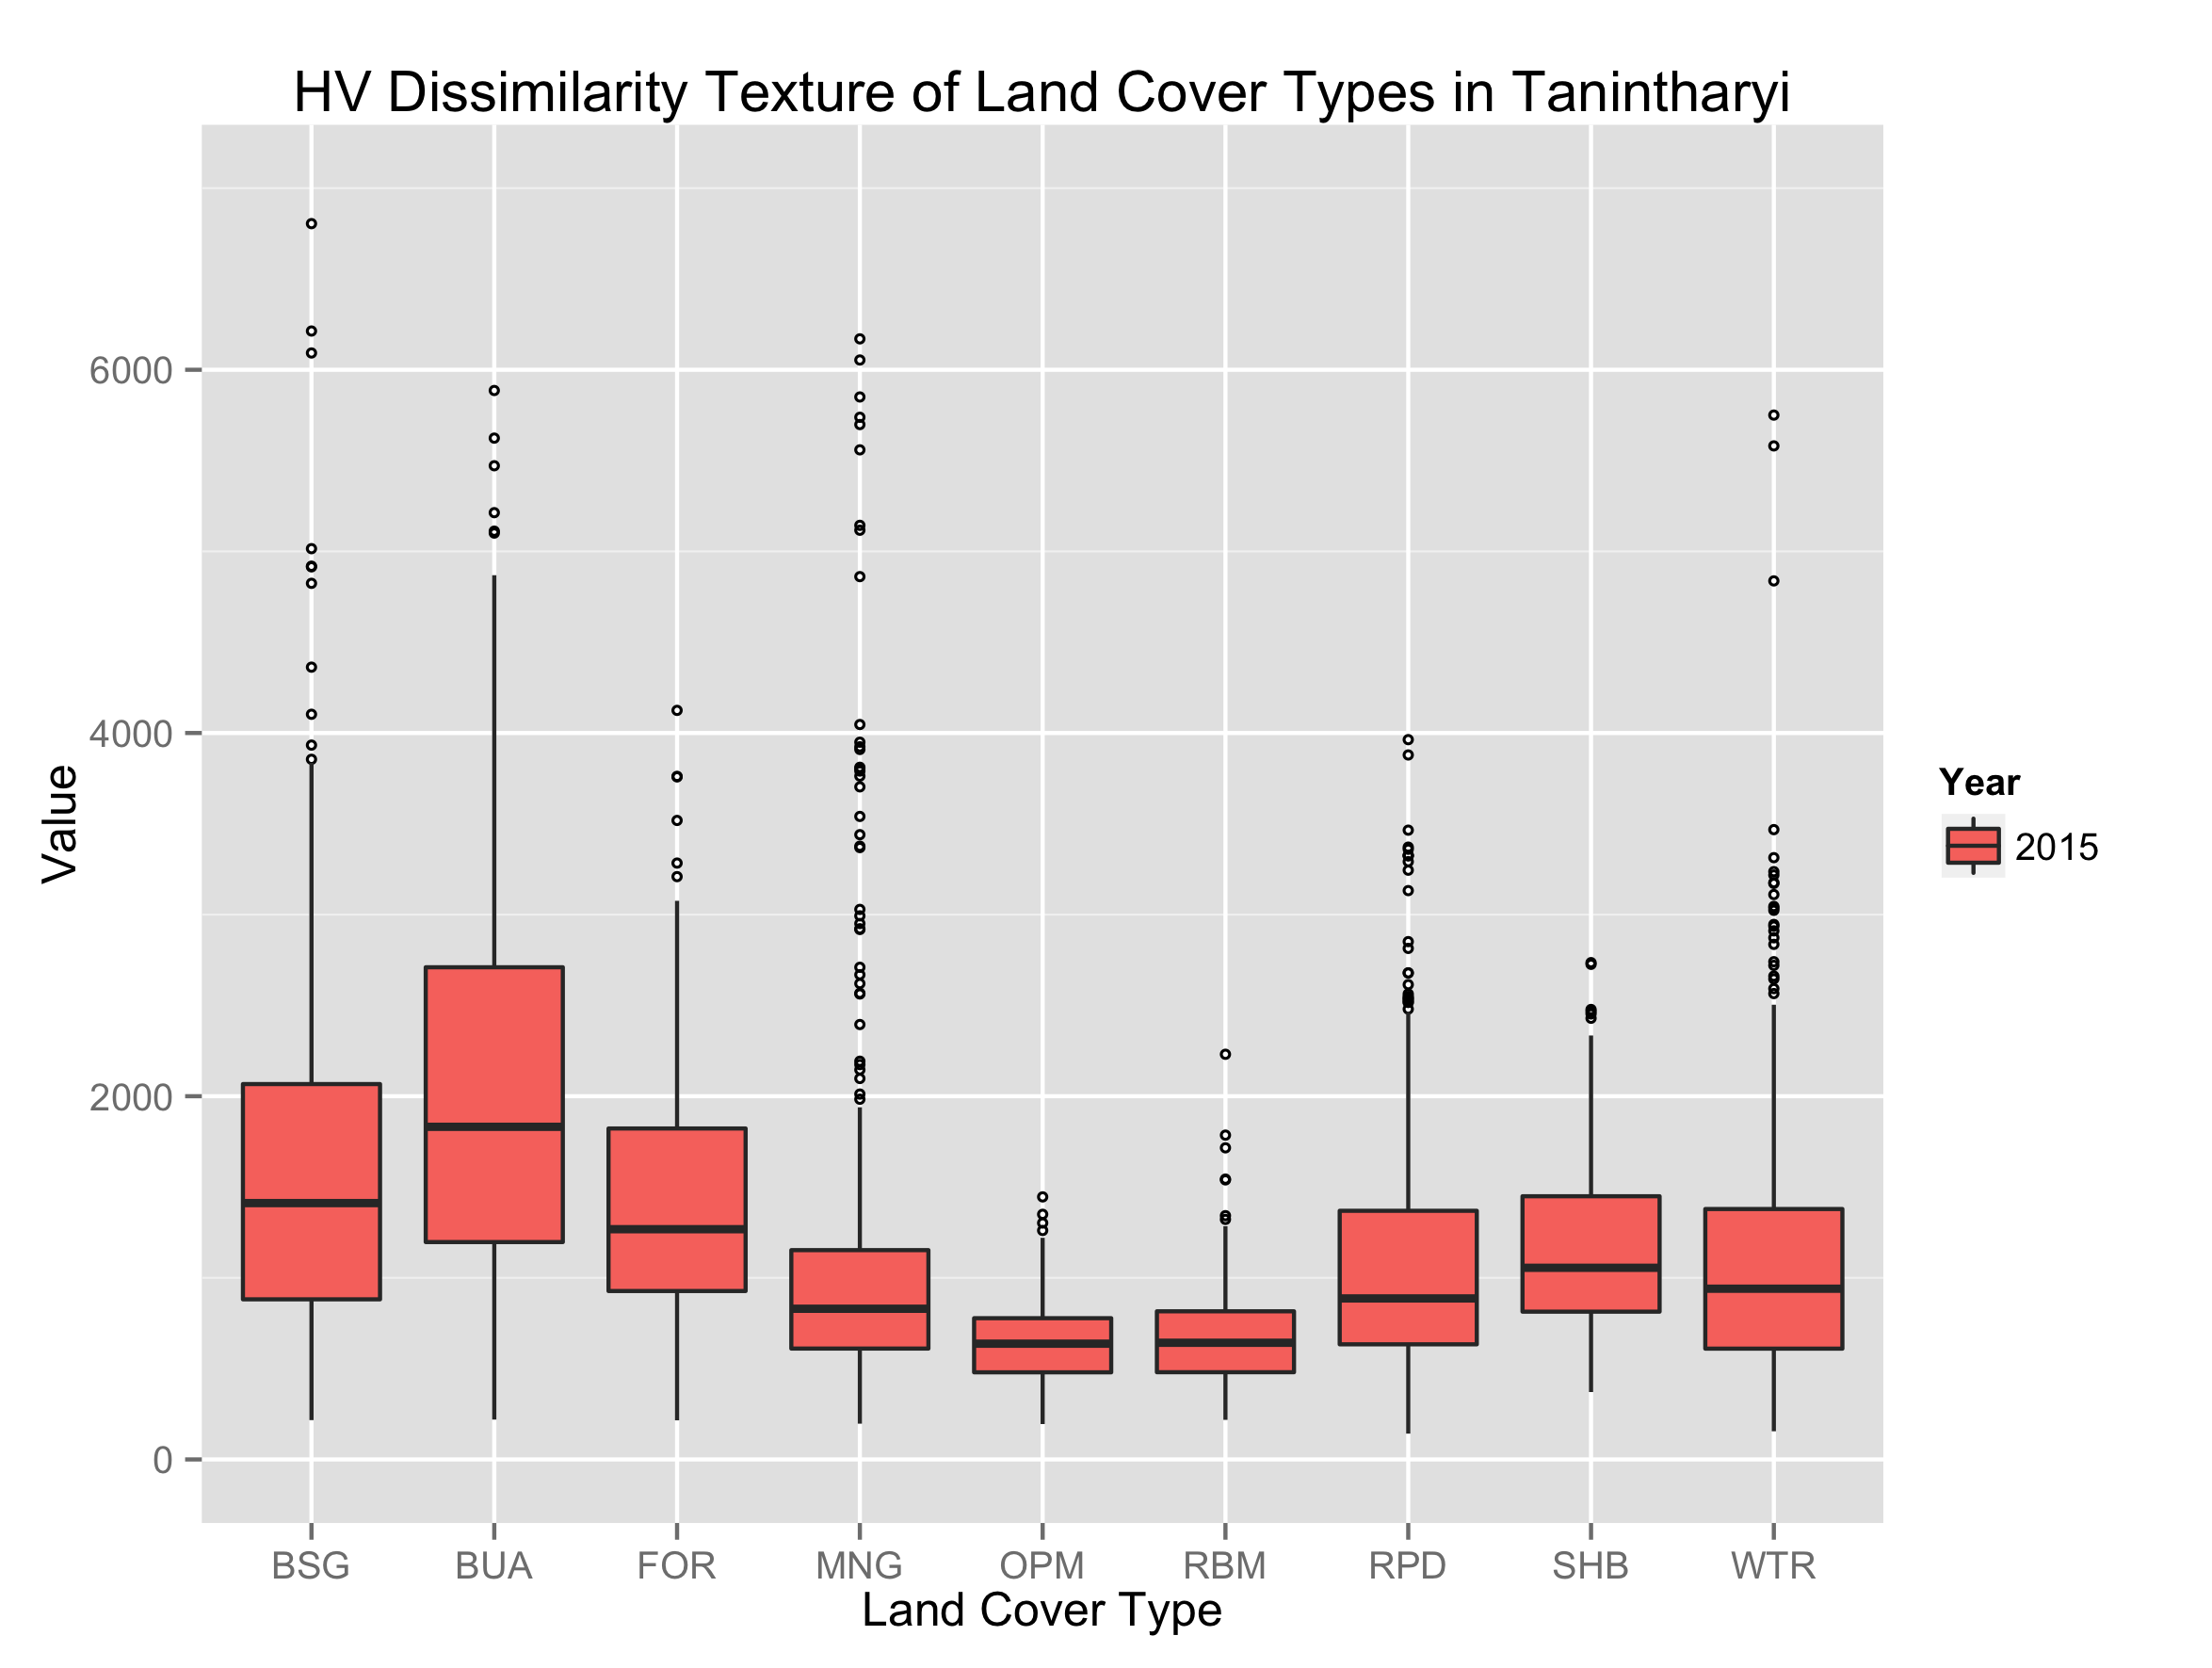 HV Dissimilarity Texture of Land Cover Types in Tanintharyi
6000
4000
2000
0
Value
BSG BUA FOR MNG OPM RBM RPD SHB WTR
Land Cover Type
Year
2015